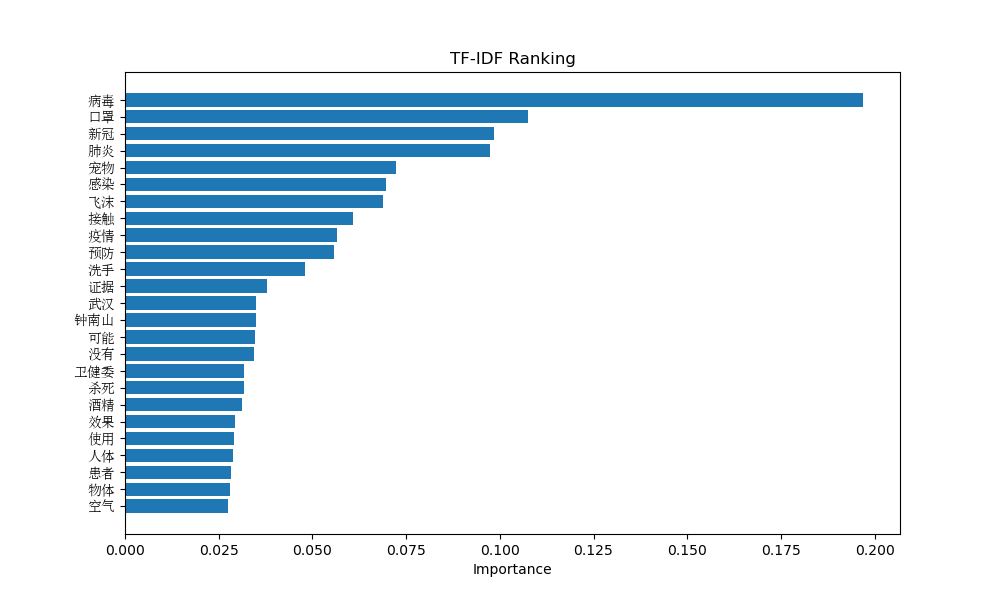 TF-IDF Ranking
病毒
口罩
新冠
肺炎
宠物
感染
飞沫
接触
疫情
预防
洗手
证据
武汉
钟南山
可能
没有
卫健委
杀死
酒精
效果
使用
人体
患者
物体
空气
0.000 0.025 0.050 0.075 0.100 0.125 0.150 0.175 0.200
Importance